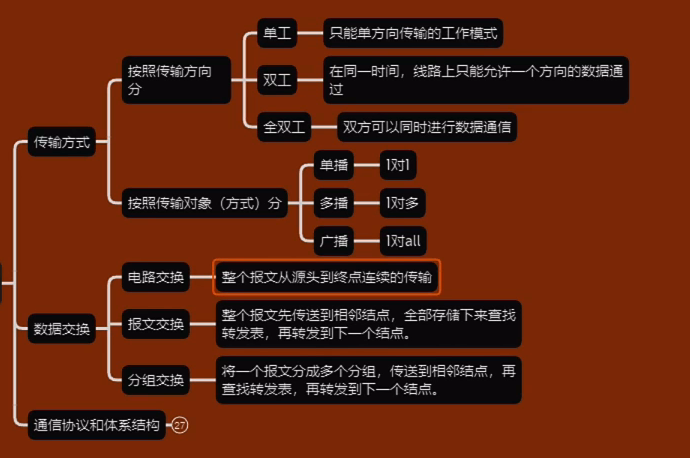 单工
只能单方向传输的工作模式
按照传输方向
分
双工
在同一时间，线路上只能允许一个方向的数据通
过
全双工
双方可以同时进行数据通信
传输方式
按照传输对象（方式）分
单播
1对1
多播
1对多
广播
1对all
数据交换
电路交换
整个报文从源头到终点连续的传输
报文交换
整个报文先传送到相邻结点，全部存储下来查找
转发表，再转发到下一个结点。
分组交换
将一个报文分成多个分组，传送到相邻结点，再
查找转发表，再转发到下一个结点。
通信协议和体系结构
27